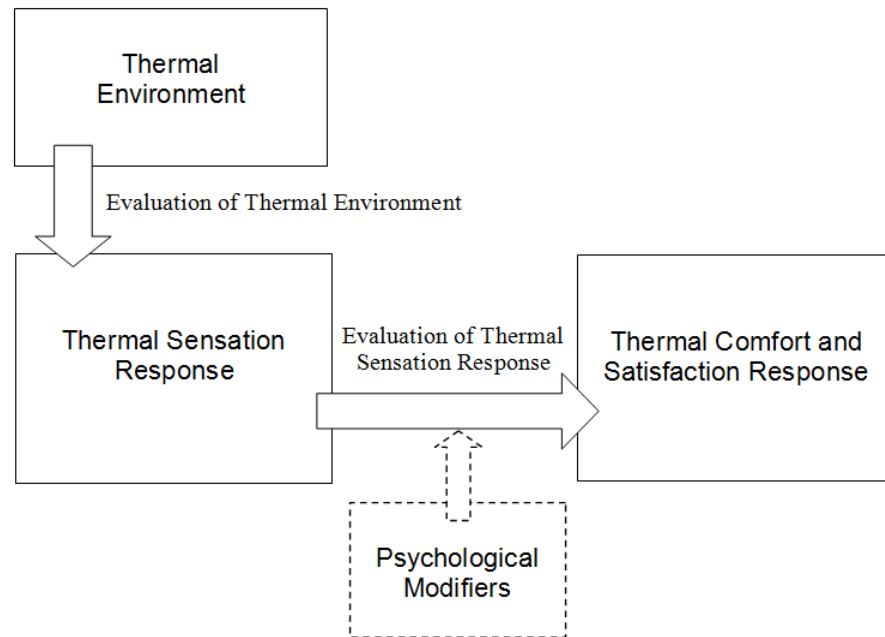 Thermal
Environment
Evaluation of Thermal Environment
Thermal Sensation
Response
Evaluation of Thermal
Sensation Response
Thermal Comfort and
Satisfaction Response
Psychological
Modifiers